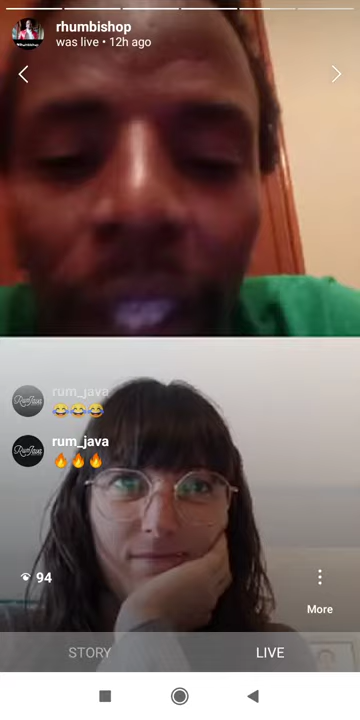 rhumbishop
was live • 12h ago
rum_java
😂😂😂
rum_java
🔥🔥🔥
94
More
STORY
LIVE